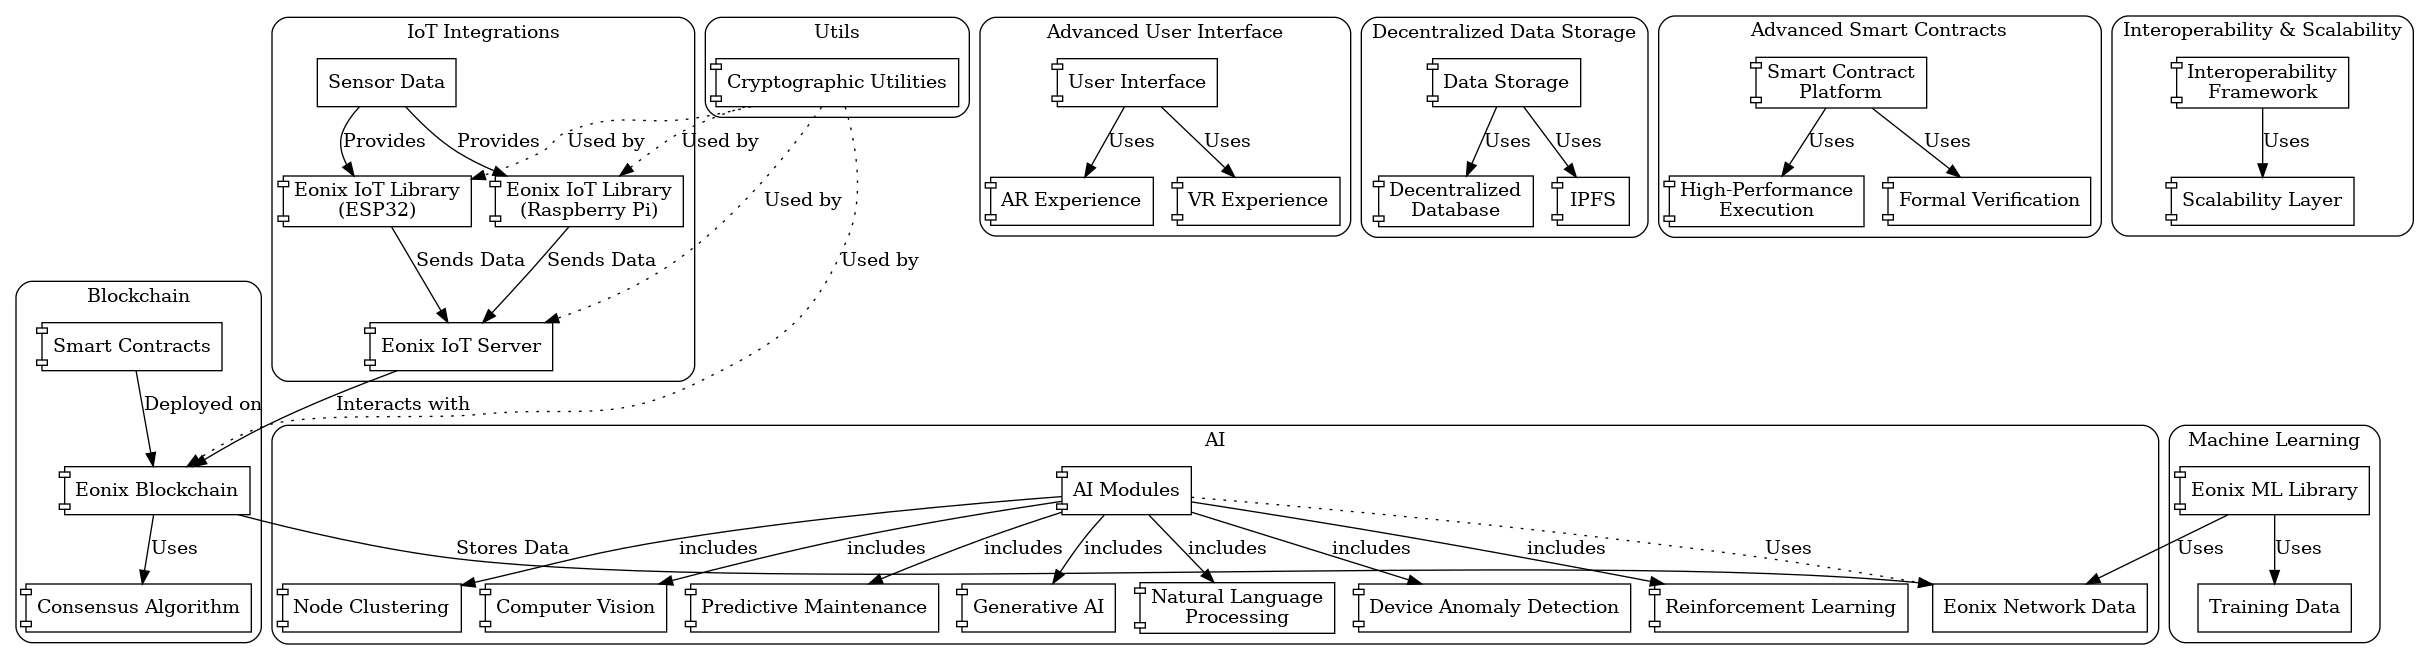 IoT Integrations
Utils
Advanced User Interface
Decentralized Data Storage
Advanced Smart Contracts
Interoperability & Scalability
Sensor Data
Cryptographic Utilities
User Interface
Data Storage
Smart Contract
Platform
Interoperability
Framework
Provides
Provides
Used by
Used by
Uses
Uses
Uses
Uses
Uses
Uses
Uses
Eonix IoT Library
(ESP32)
Eonix IoT Library
(Raspberry Pi)
Used by
AR Experience
VR Experience
Decentralized
Database
IPFS
High-Performance
Execution
Formal Verification
Scalability Layer
Sends Data
Sends Data
Used by
Blockchain
Smart Contracts
Eonix IoT Server
Deployed on
Interacts with
AI
Machine Learning
Eonix Blockchain
AI Modules
Eonix ML Library
Uses
Stores Data
includes
includes
includes
includes
includes
includes
includes
Uses
Uses
Uses
Consensus Algorithm
Node Clustering
Computer Vision
Predictive Maintenance
Generative AI
Natural Language
Processing
Device Anomaly Detection
Reinforcement Learning
Eonix Network Data
Training Data